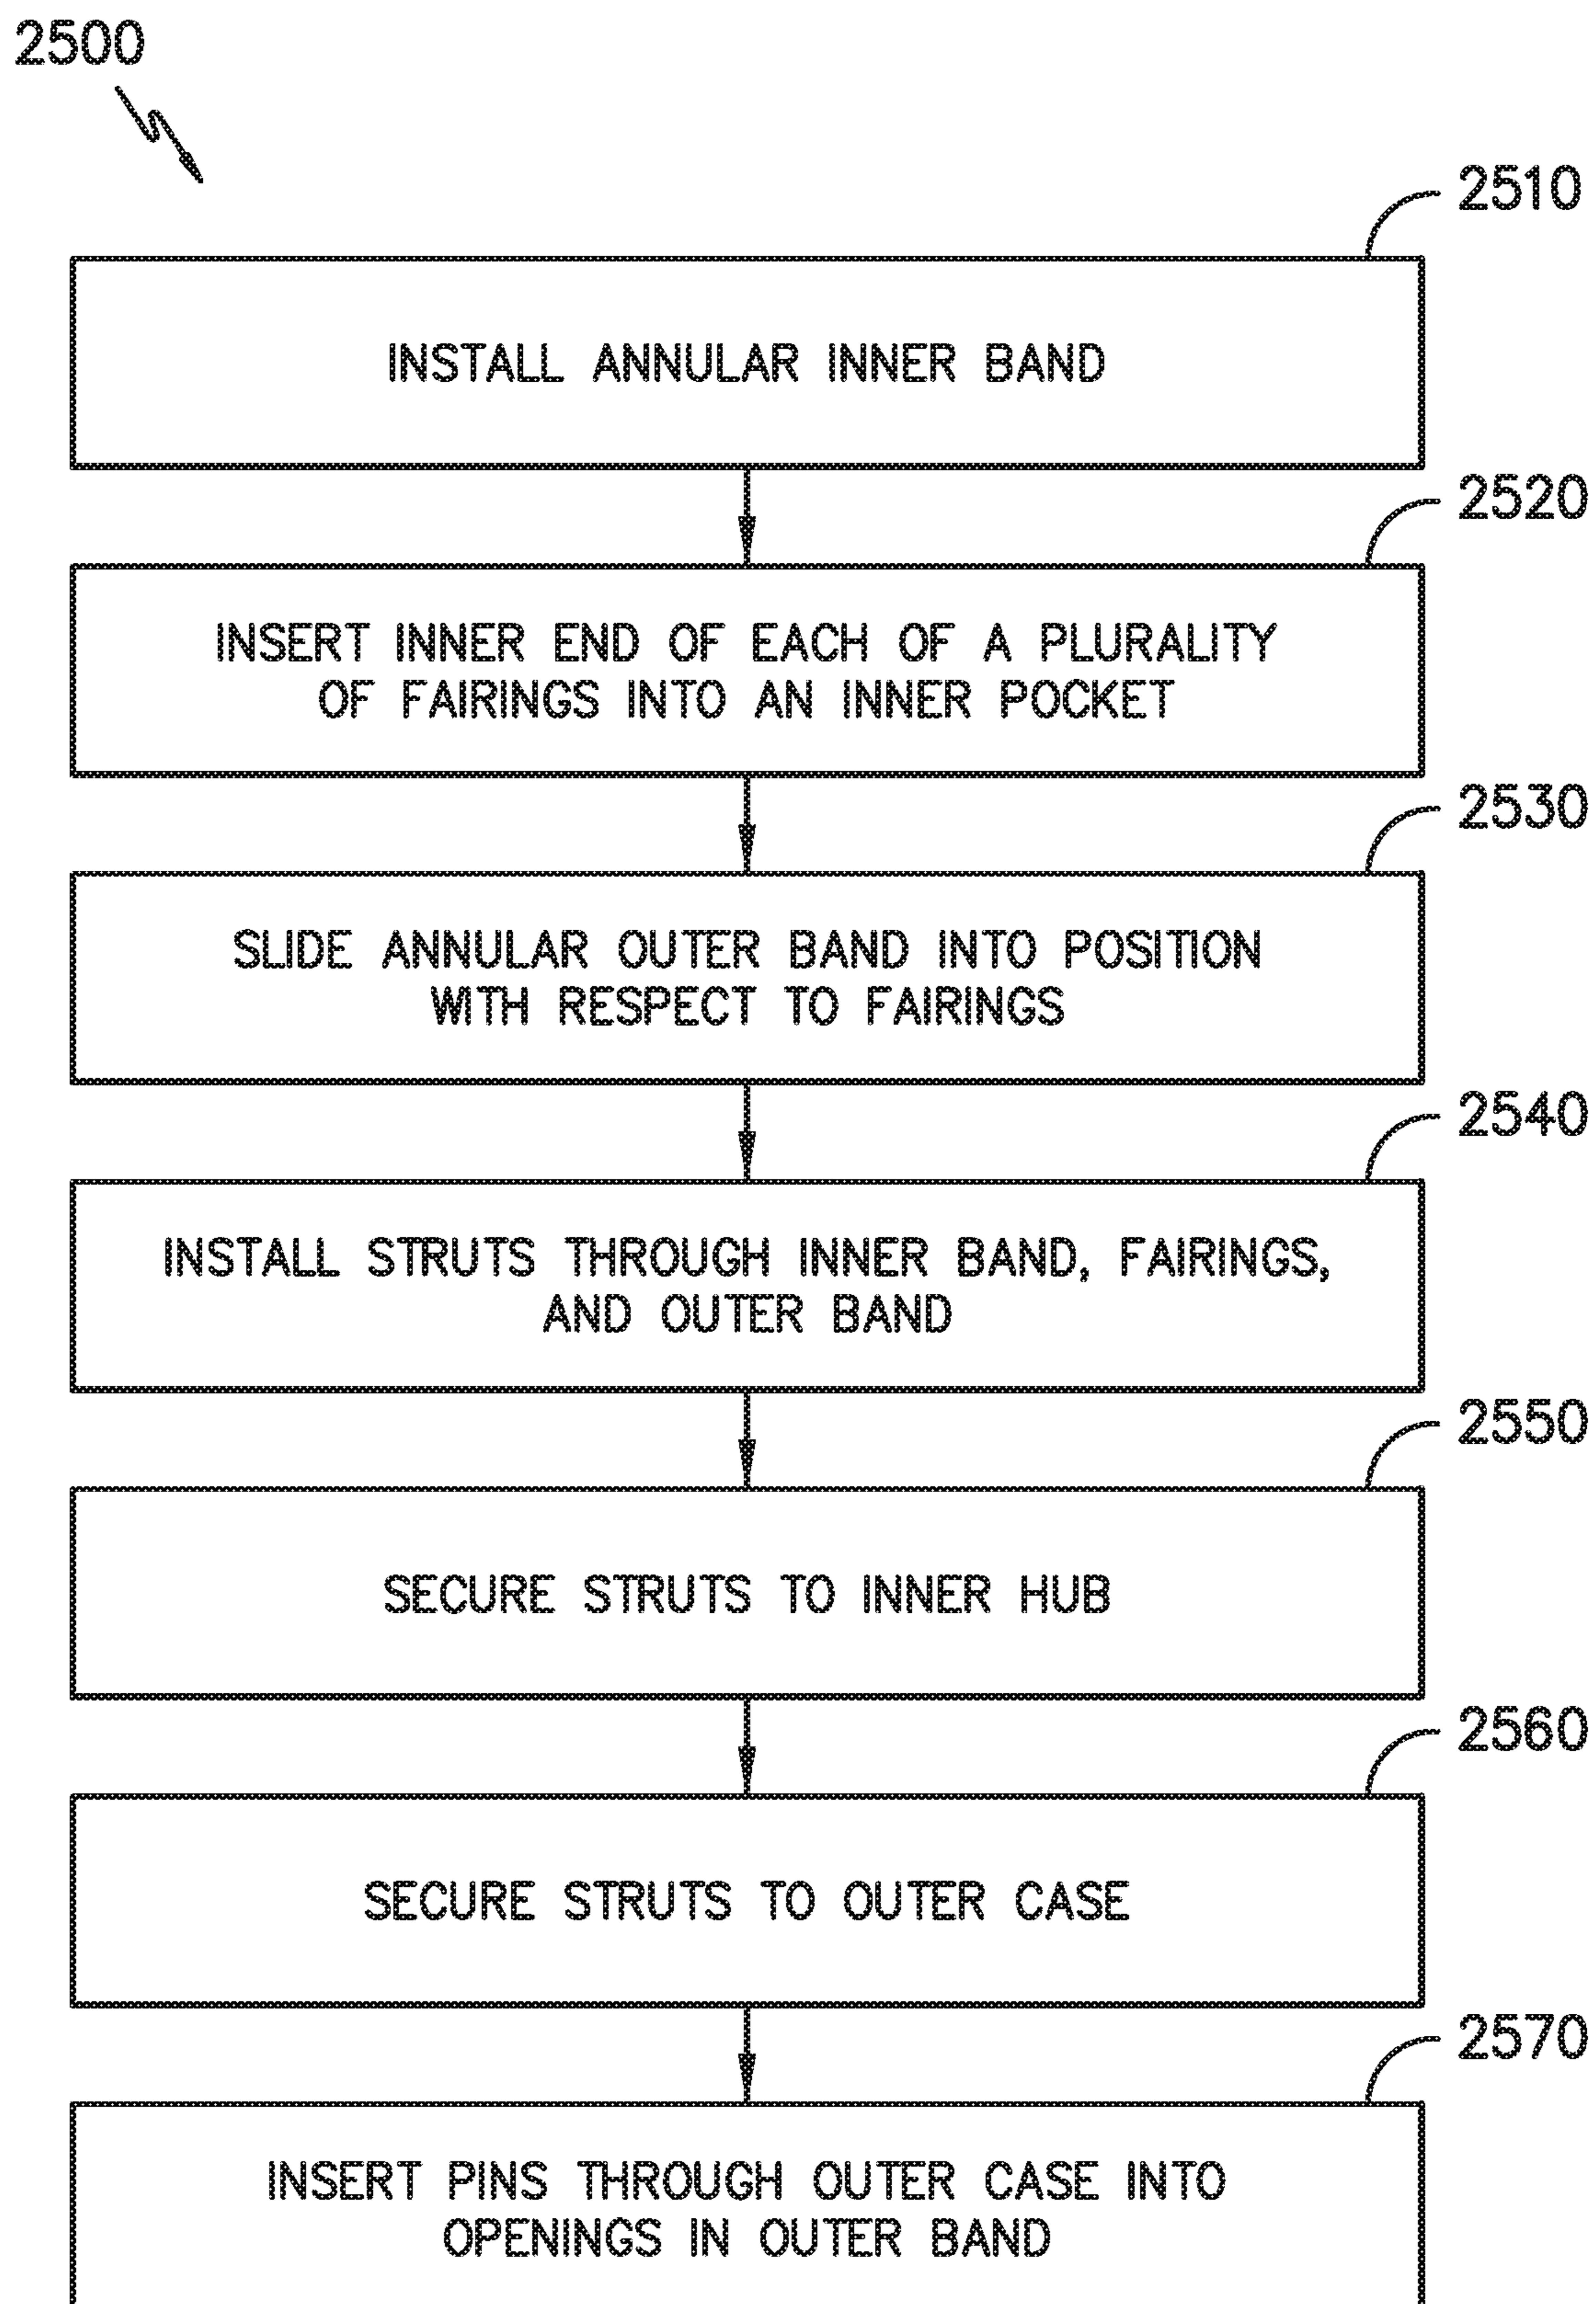 2500
2510
INSTALL ANNULAR INNER BAND
2520
INSERT INNER END OF EACH OF A PLURALITY
OF FAIRINGS INTO AN INNER POCKET
2530
SLIDE ANNULAR OUTER BAND INTO POSITION
WITH RESPECT TO FAIRINGS
2540
INSTALL STRUTS THROUGH INNER BAND, FAIRINGS,
AND OUTER BAND
2550
SECURE STRUTS TO INNER HUB
2560
SECURE STRUTS TO OUTER CASE
2570
INSERT PINS THROUGH OUTER CASE INTO
OPENINGS IN OUTER BAND